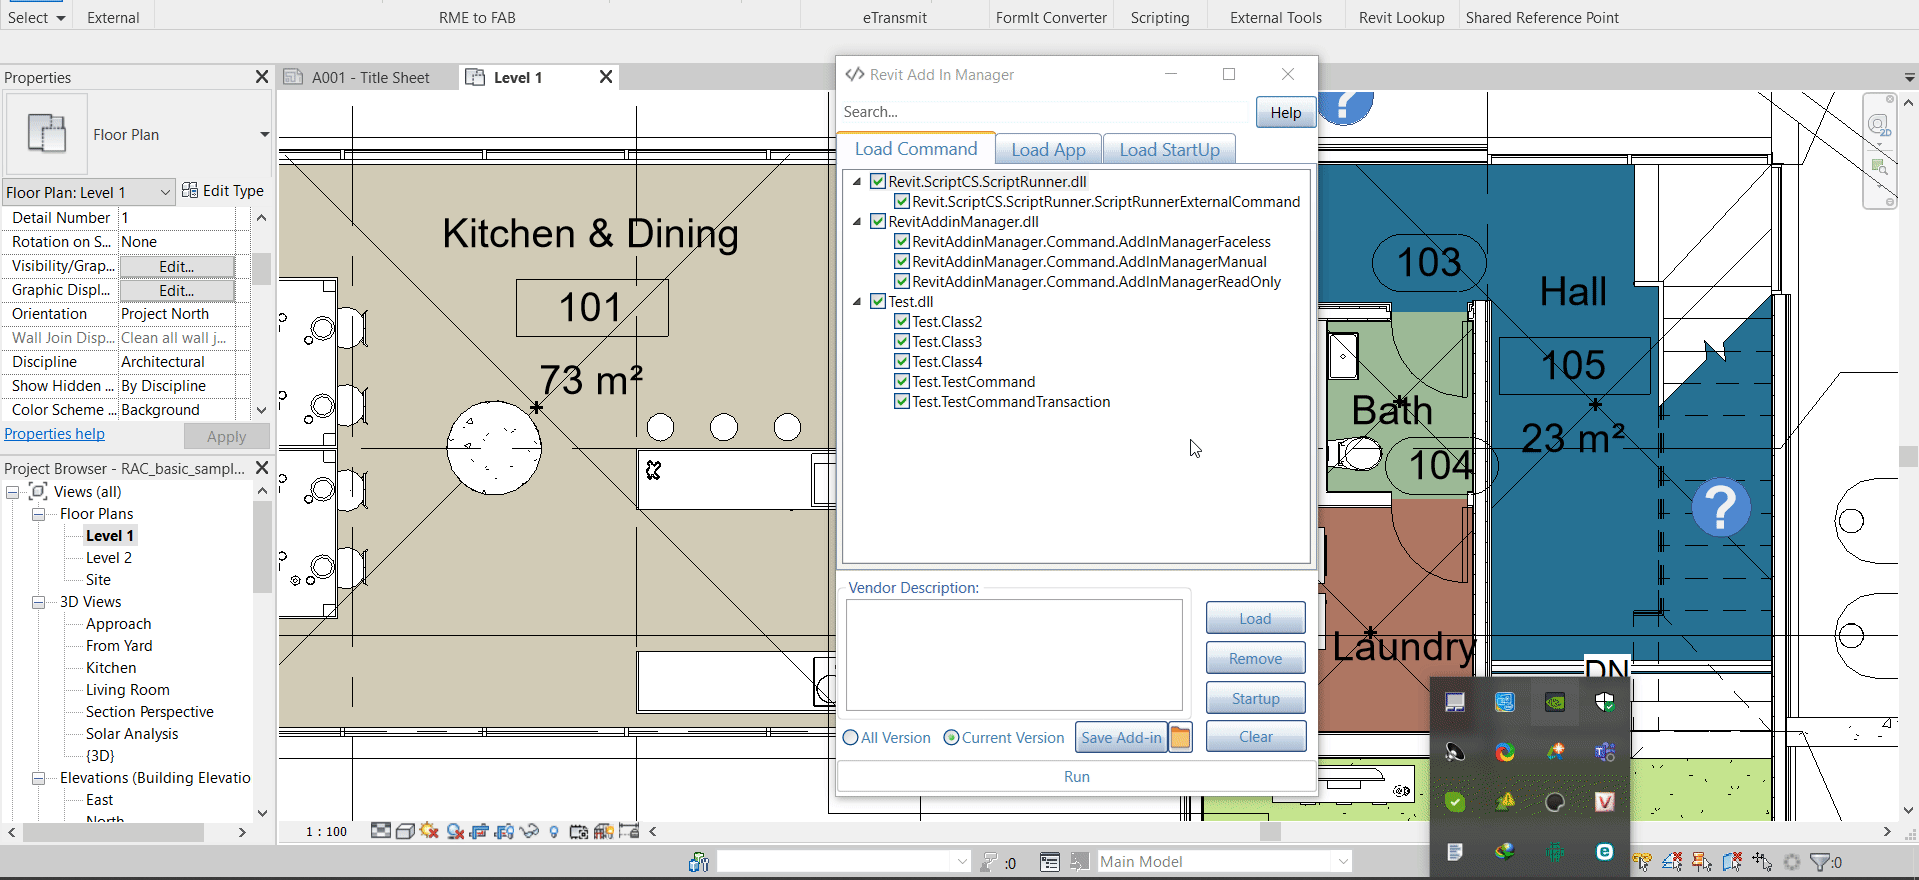 Select
External
RME to FAB
eTransmit
FormIt Converter
Scripting
External Tools
Revit Lookup
Shared Reference Point
Properties
Floor Plan
Floor Plan: Level 1
Edit Type
Detail Number 1
Rotation on S... None
Visibility/Grap... Edit...
Graphic Displ... Edit...
Orientation Project North
Wall Join Disp... Clean all wall j...
Discipline Architectural
Show Hidden ... By Discipline
Color Scheme ... Background
Properties help
Apply
Project Browser - RAC_basic_sampl...
Views (all)
Floor Plans
Level 1
Level 2
Site
3D Views
Approach
From Yard
Kitchen
Living Room
Section Perspective
Solar Analysis
{3D}
Elevations (Building Elevatio
East
North
A001 - Title Sheet
Level 1
Kitchen & Dining
101
73 m²
Revit Add In Manager
Search...
Help
Load Command
Load App
Load StartUp
Revit.ScriptCS.ScriptRunner.dll
Revit.ScriptCS.ScriptRunner.ScriptRunnerExternalCommand
RevitAddinManager.dll
RevitAddinManager.Command.AddInManagerFaceless
RevitAddinManager.Command.AddInManagerManual
RevitAddinManager.Command.AddInManagerReadOnly
Test.dll
Test.Class2
Test.Class3
Test.Class4
Test.TestCommand
Test.TestCommandTransaction
Vendor Description:
Load
Remove
Startup
Clear
All Version
Current Version
Save Add-in
Run
?
2D
103
Hall
105
23 m²
Bath
104
?
Laundry
DN
1 : 100
:0
Main Model
:0